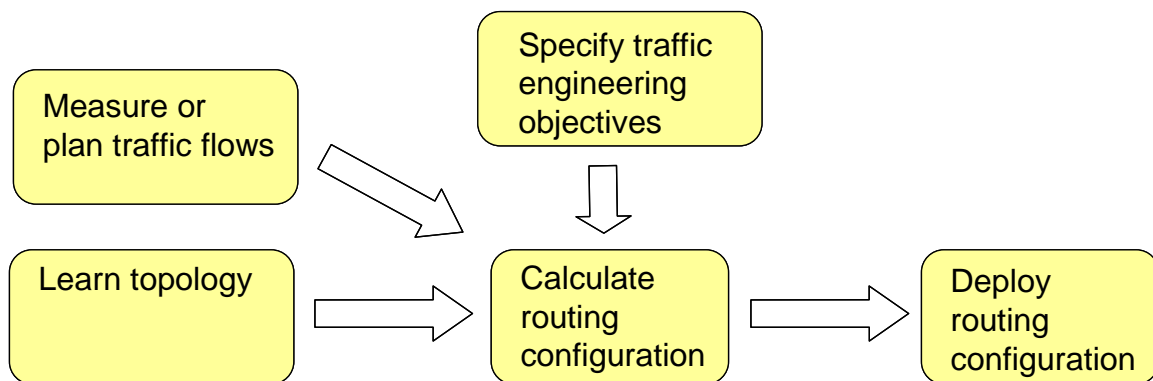 Specify traffic
engineering
objectives
Measure or
plan traffic flows
Learn topology
Calculate
routing
configuration
Deploy
routing
configuration